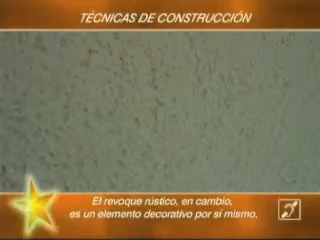 TÉCNICAS DE CONSTRUCCIÓN
El revoque rústico, en cambio,
es un elemento decorativo por sí mismo.